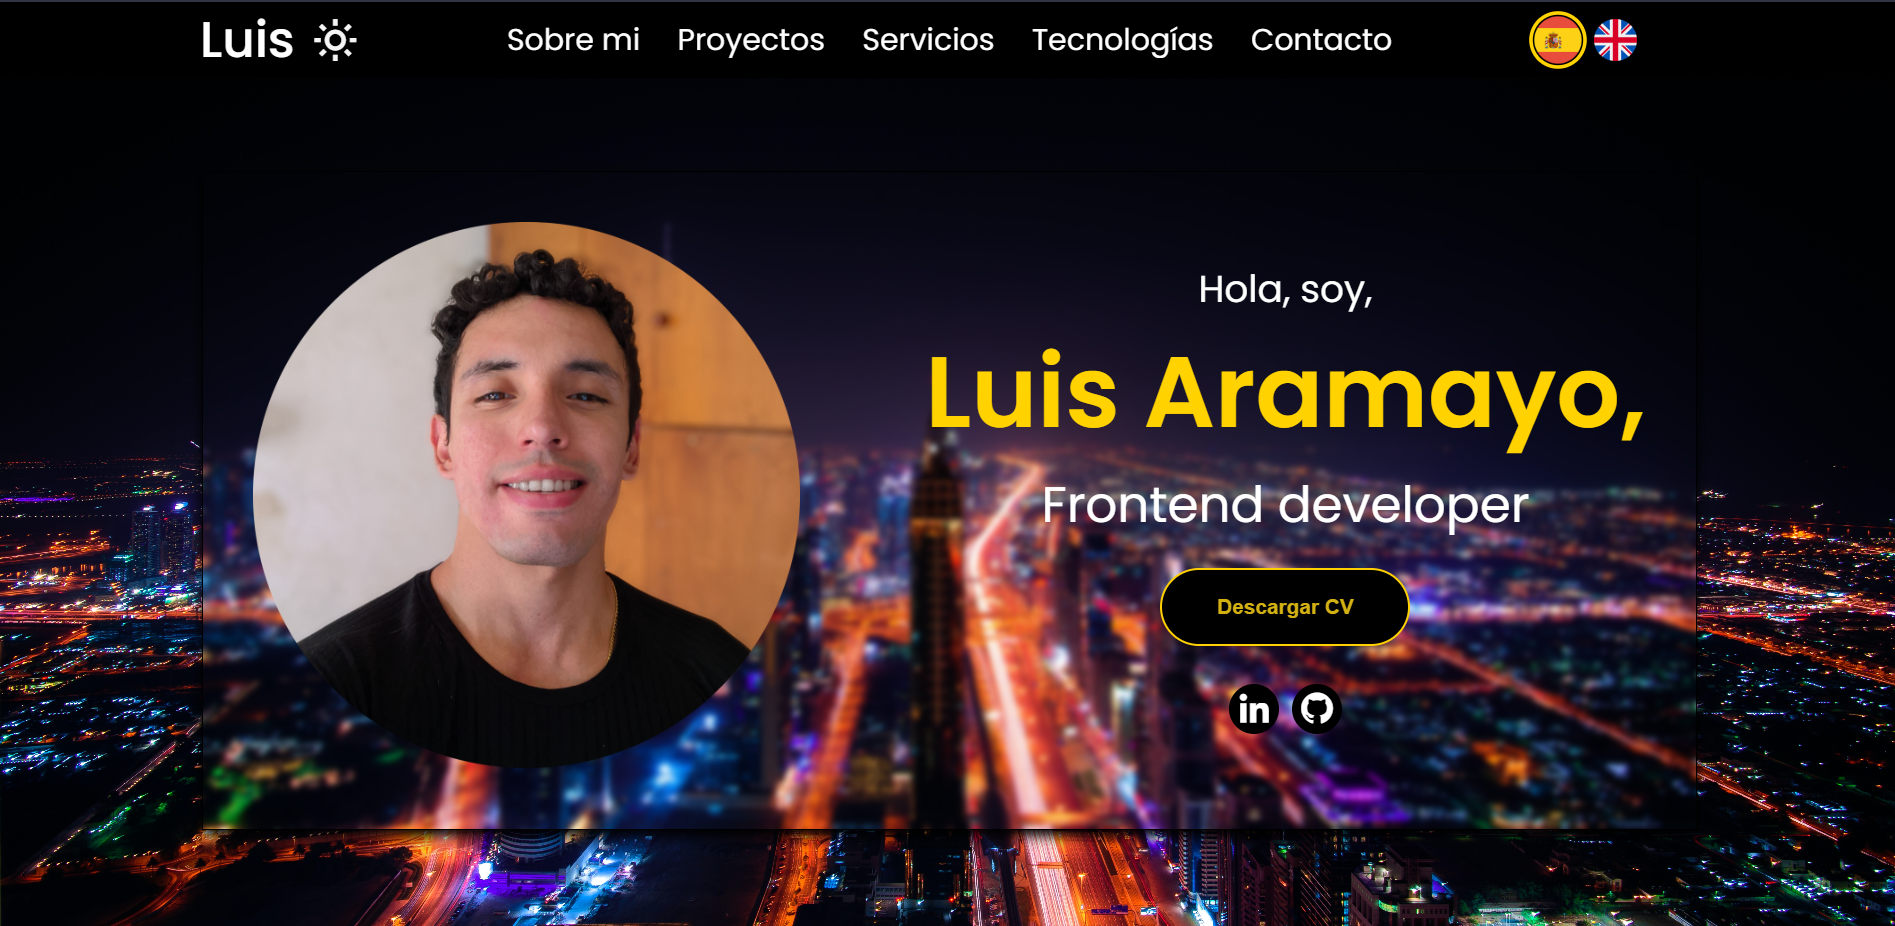 Luis
Sobre mi Proyectos Servicios Tecnologías Contacto
Hola, soy,
Luis Aramayo,
Frontend developer
Descargar CV
in